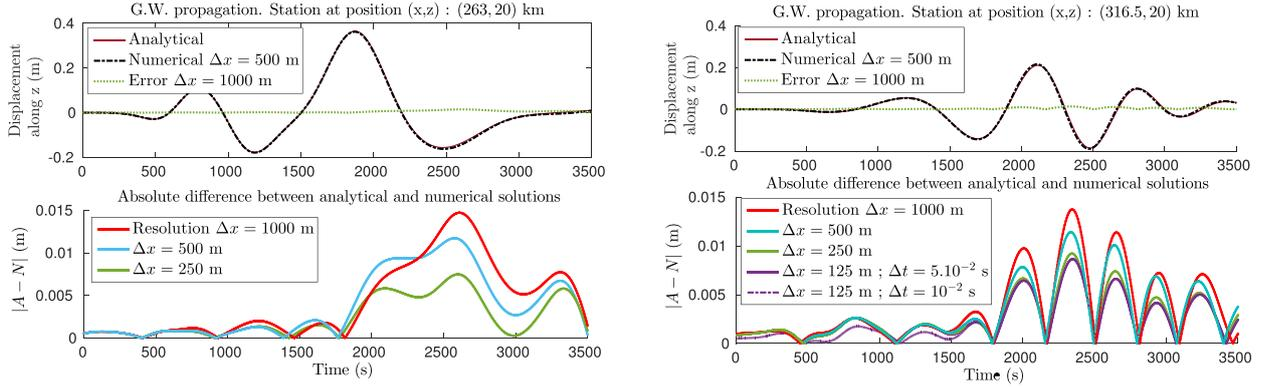 G.W. propagation. Station at position (x,z) : (263,20) km
Displacement
along z (m)
0.4
0.2
0
-0.2
Analytical
Numerical Δx = 500 m
Error Δx = 1000 m
0 500 1000 1500 2000 2500 3000 3500
Absolute difference between analytical and numerical solutions
|A − N| (m)
0.015
0.01
0.005
0
Resolution Δx = 1000 m
Δx = 500 m
Δx = 250 m
0 500 1000 1500 2000 2500 3000 3500
Time (s)
G.W. propagation. Station at position (x,z) : (316.5,20) km
Displacement
along z (m)
0.4
0.2
0
-0.2
Analytical
Numerical Δx = 500 m
Error Δx = 1000 m
0 500 1000 1500 2000 2500 3000 3500
Absolute difference between analytical and numerical solutions
|A − N| (m)
0.015
0.01
0.005
0
Resolution Δx = 1000 m
Δx = 500 m
Δx = 250 m
Δx = 125 m ; Δt = 5.10⁻² s
Δx = 125 m ; Δt = 10⁻² s
0 500 1000 1500 2000 2500 3000 3500
Time (s)